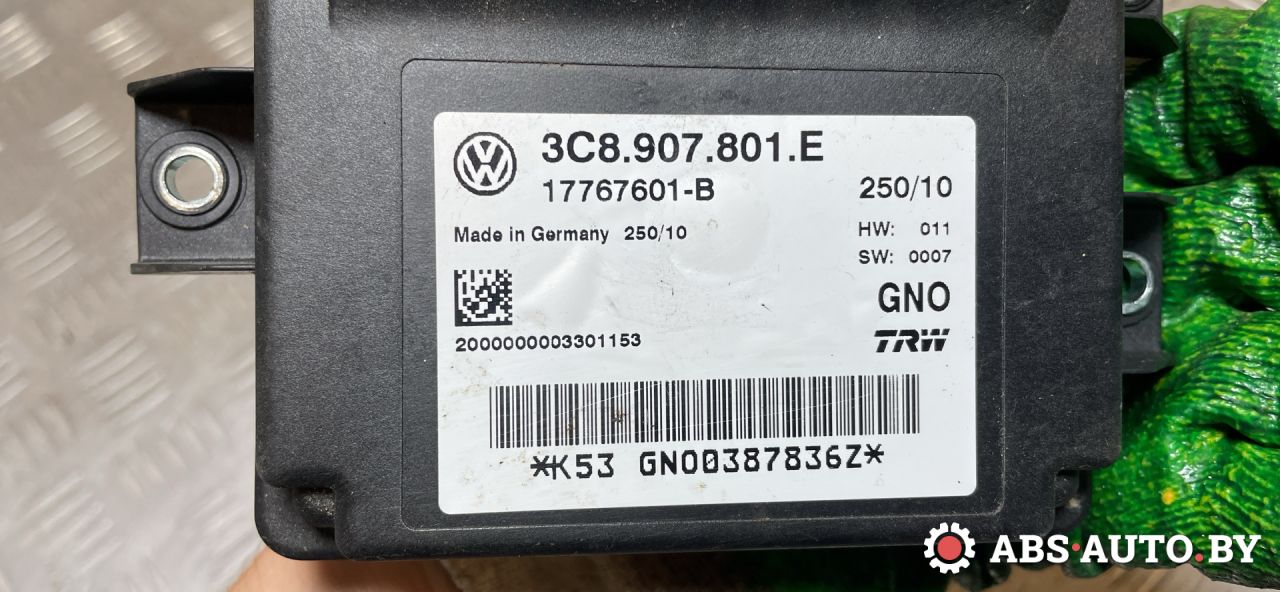 3C8.907.801.E
17767601-B 250/10
Made in Germany 250/10
HW: 011
SW: 0007
GNO
2000000003301153
TRW
*K53 GNO0387836Z*
ABS·AUTO.BY